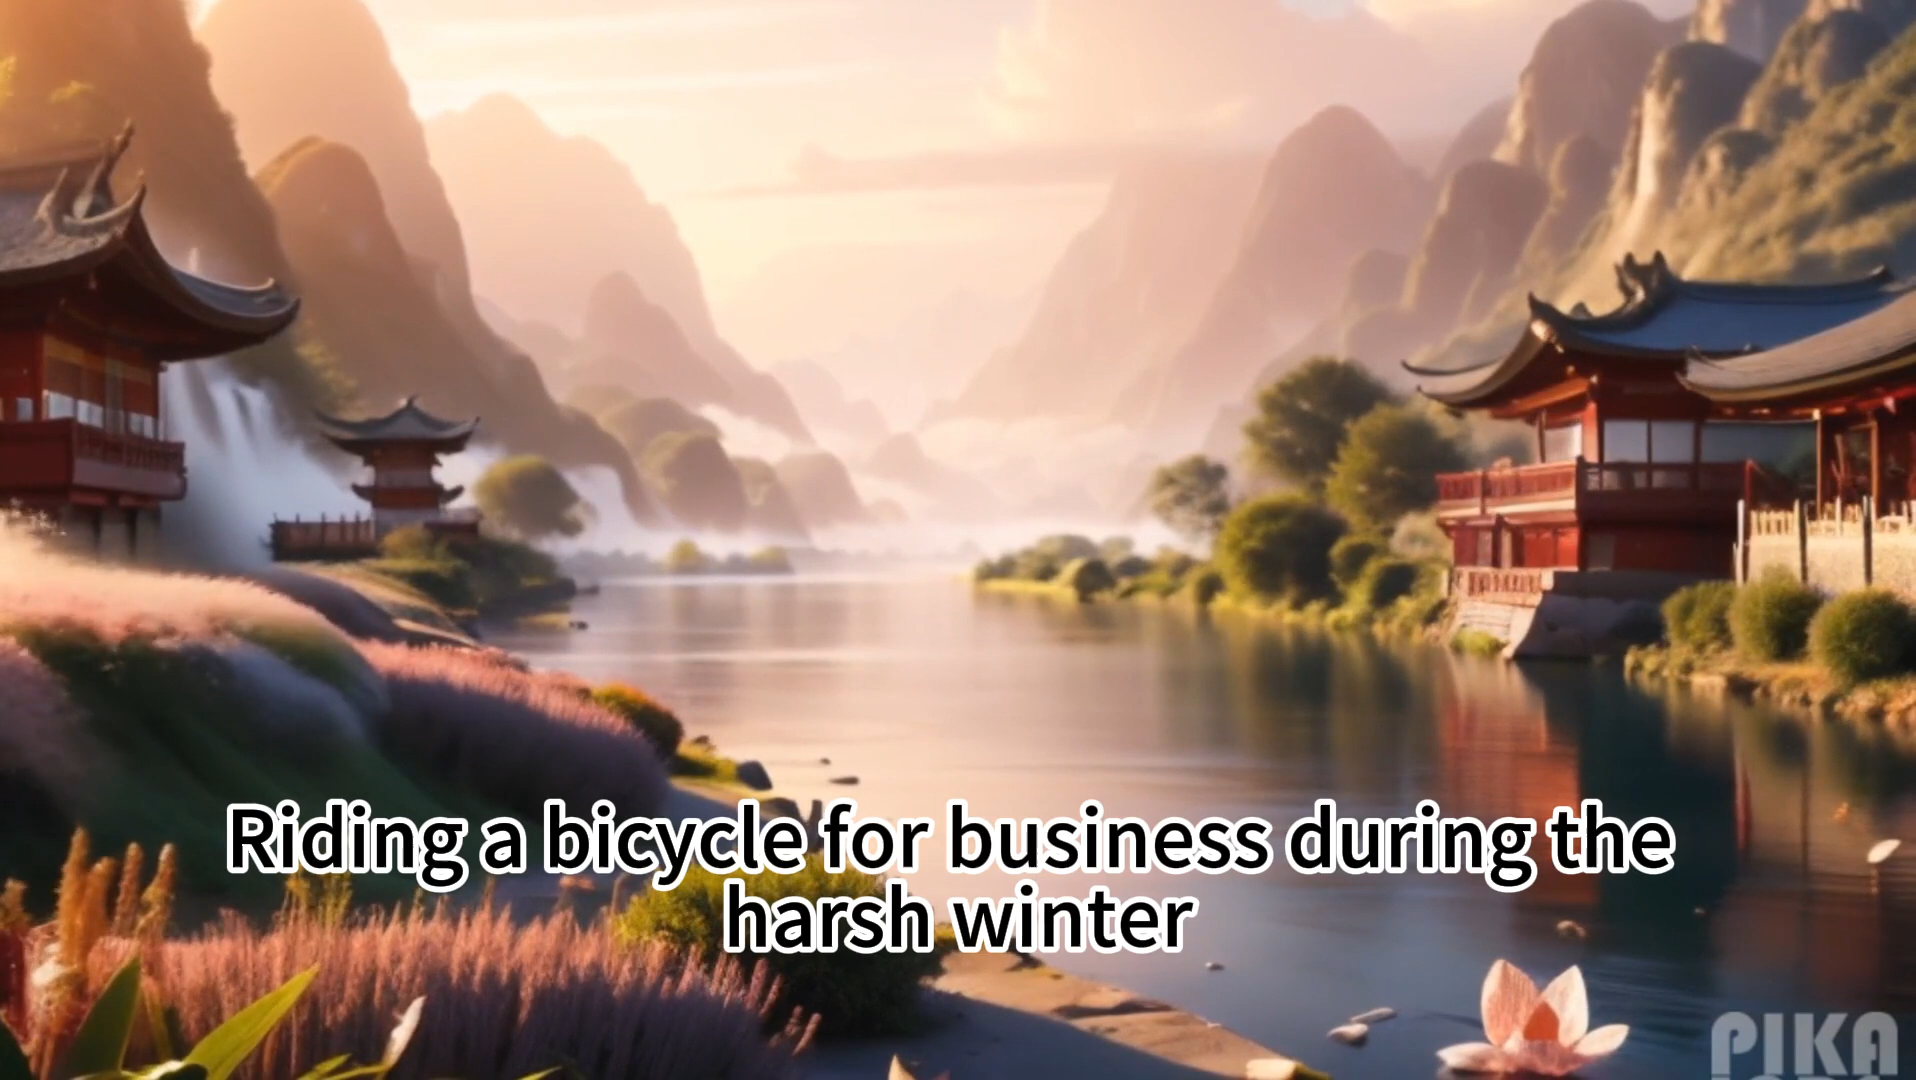 Riding a bicycle for business during the
harsh winter
PIKA